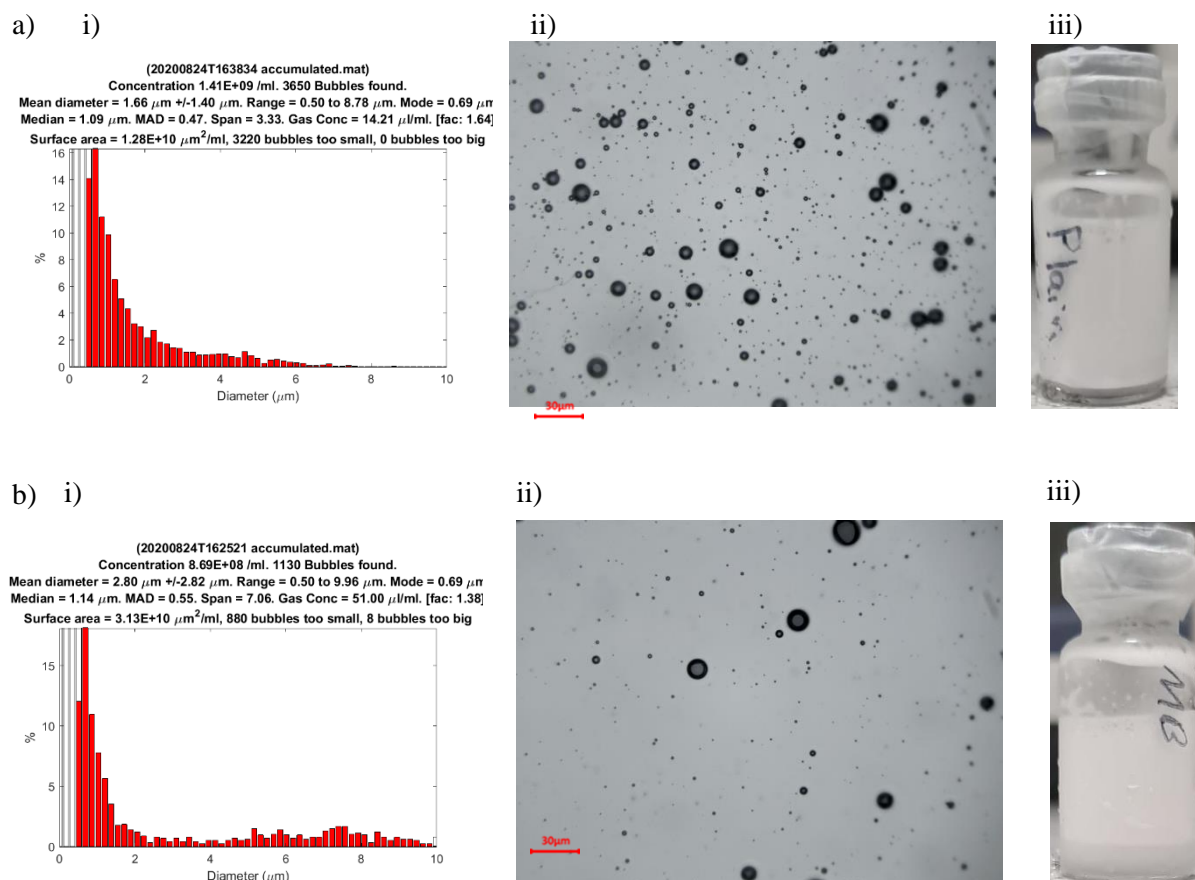 a) i) ii) iii)
(20200824T163834 accumulated.mat)
Concentration 1.41E+09 /ml. 3650 Bubbles found.
Mean diameter = 1.66 μm +/-1.40 μm. Range = 0.50 to 8.78 μm. Mode = 0.69 μm
Median = 1.09 μm. MAD = 0.47. Span = 3.33. Gas Conc = 14.21 μl/ml. [fac: 1.64]
Surface area = 1.28E+10 μm²/ml, 3220 bubbles too small, 0 bubbles too big
16
14
12
10
8
6
4
2
0
%
0 2 4 6 8 10
Diameter (μm)
30μm
Plain
b) i) ii) iii)
(20200824T162521 accumulated.mat)
Concentration 8.69E+08 /ml. 1130 Bubbles found.
Mean diameter = 2.80 μm +/-2.82 μm. Range = 0.50 to 9.96 μm. Mode = 0.69 μm
Median = 1.14 μm. MAD = 0.55. Span = 7.06. Gas Conc = 51.00 μl/ml. [fac: 1.38]
Surface area = 3.13E+10 μm²/ml, 880 bubbles too small, 8 bubbles too big
15
10
5
0
%
0 2 4 6 8 10
Diameter (μm)
30μm
MB